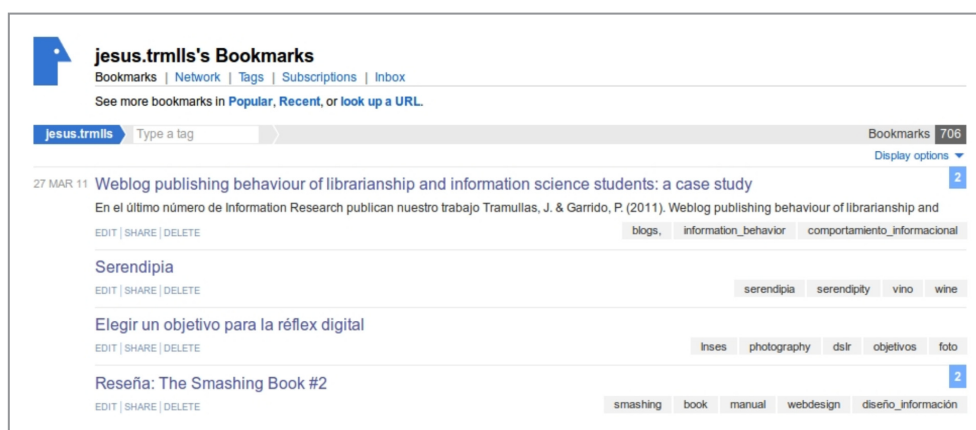 jesus.trmlls's Bookmarks
Bookmarks | Network | Tags | Subscriptions | Inbox
See more bookmarks in Popular, Recent, or look up a URL.
jesus.trmlls Type a tag Bookmarks 706
Display options
27 MAR 11 Weblog publishing behaviour of librarianship and information science students: a case study 2
En el último número de Information Research publican nuestro trabajo Tramullas, J. & Garrido, P. (2011). Weblog publishing behaviour of librarianship and
EDIT | SHARE | DELETE blogs, information_behavior comportamiento_informacional
Serendipia
EDIT | SHARE | DELETE serendipia serendipity vino wine
Elegir un objetivo para la réflex digital
EDIT | SHARE | DELETE lnses photography dslr objetivos foto
Reseña: The Smashing Book #2 2
EDIT | SHARE | DELETE smashing book manual webdesign diseño_información